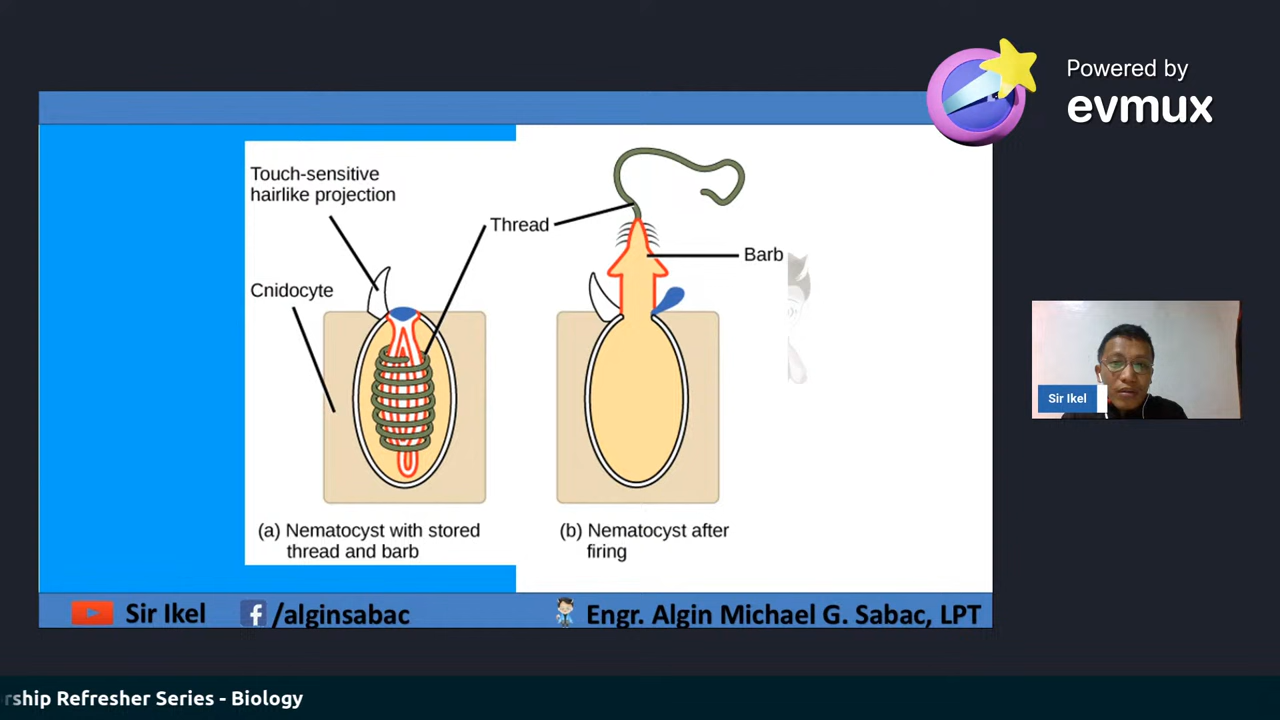 Powered by
evmux
Touch-sensitive
hairlike projection
Thread
Barb
Cnidocyte
Sir Ikel
(a) Nematocyst with stored
thread and barb
(b) Nematocyst after
firing
Sir Ikel
/alginsabac
Engr. Algin Michael G. Sabac, LPT
rship Refresher Series - Biology